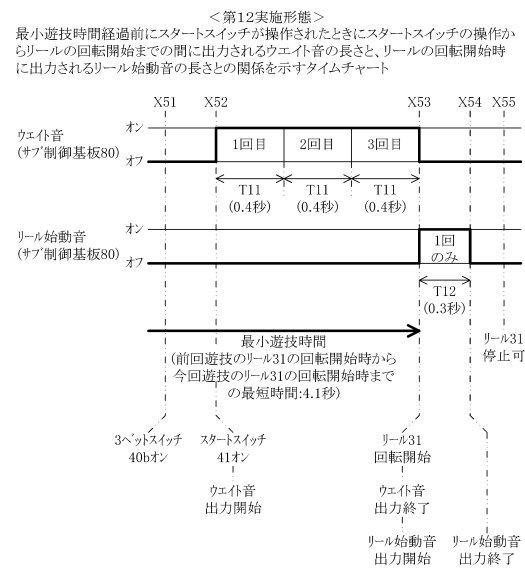 ＜第12実施形態＞
最小遊技時間経過前にスタートスイッチが操作されたときにスタートスイッチの操作か
らリールの回転開始までの間に出力されるウエイト音の長さと、リールの回転開始時
に出力されるリール始動音の長さとの関係を示すタイムチャート
X51 X52 X53 X54 X55
ウエイト音
(サブ制御基板80)
オン
オフ
1回目 2回目 3回目
T11 T11 T11
(0.4秒) (0.4秒) (0.4秒)
リール始動音
(サブ制御基板80)
オン
オフ
1回
のみ
T12
(0.3秒)
最小遊技時間
(前回遊技のリール31の回転開始時から
今回遊技のリール31の回転開始時まで
の最短時間:4.1秒)
リール31
停止可
3ベットスイッチ
40bオン
スタートスイッチ
41オン
ウエイト音
出力開始
リール31
回転開始
ウエイト音
出力終了
リール始動音
出力開始
リール始動音
出力終了